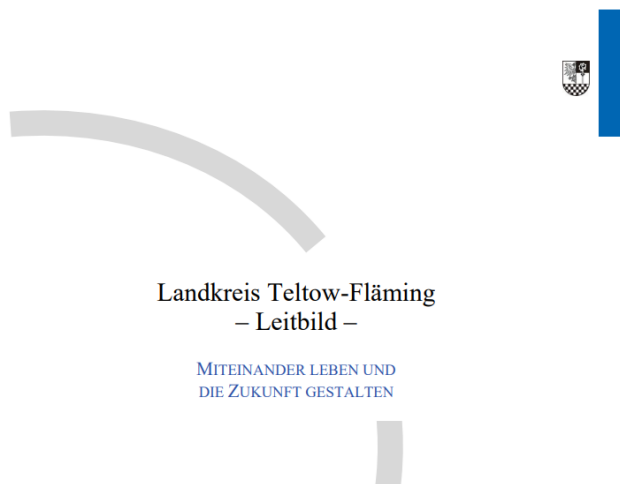 Landkreis Teltow-Fläming
– Leitbild –
MITEINANDER LEBEN UND
DIE ZUKUNFT GESTALTEN